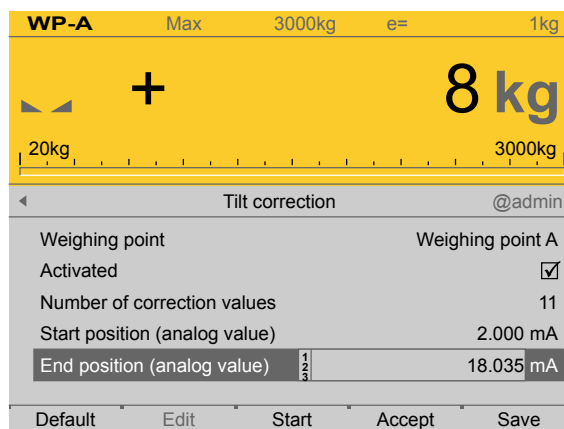 WP-A Max 3000kg e= 1kg
+ 8 kg
20kg 3000kg
Tilt correction @admin
Weighing point Weighing point A
Activated
Number of correction values 11
Start position (analog value) 2.000 mA
End position (analog value) 123 18.035 mA
Default Edit Start Accept Save